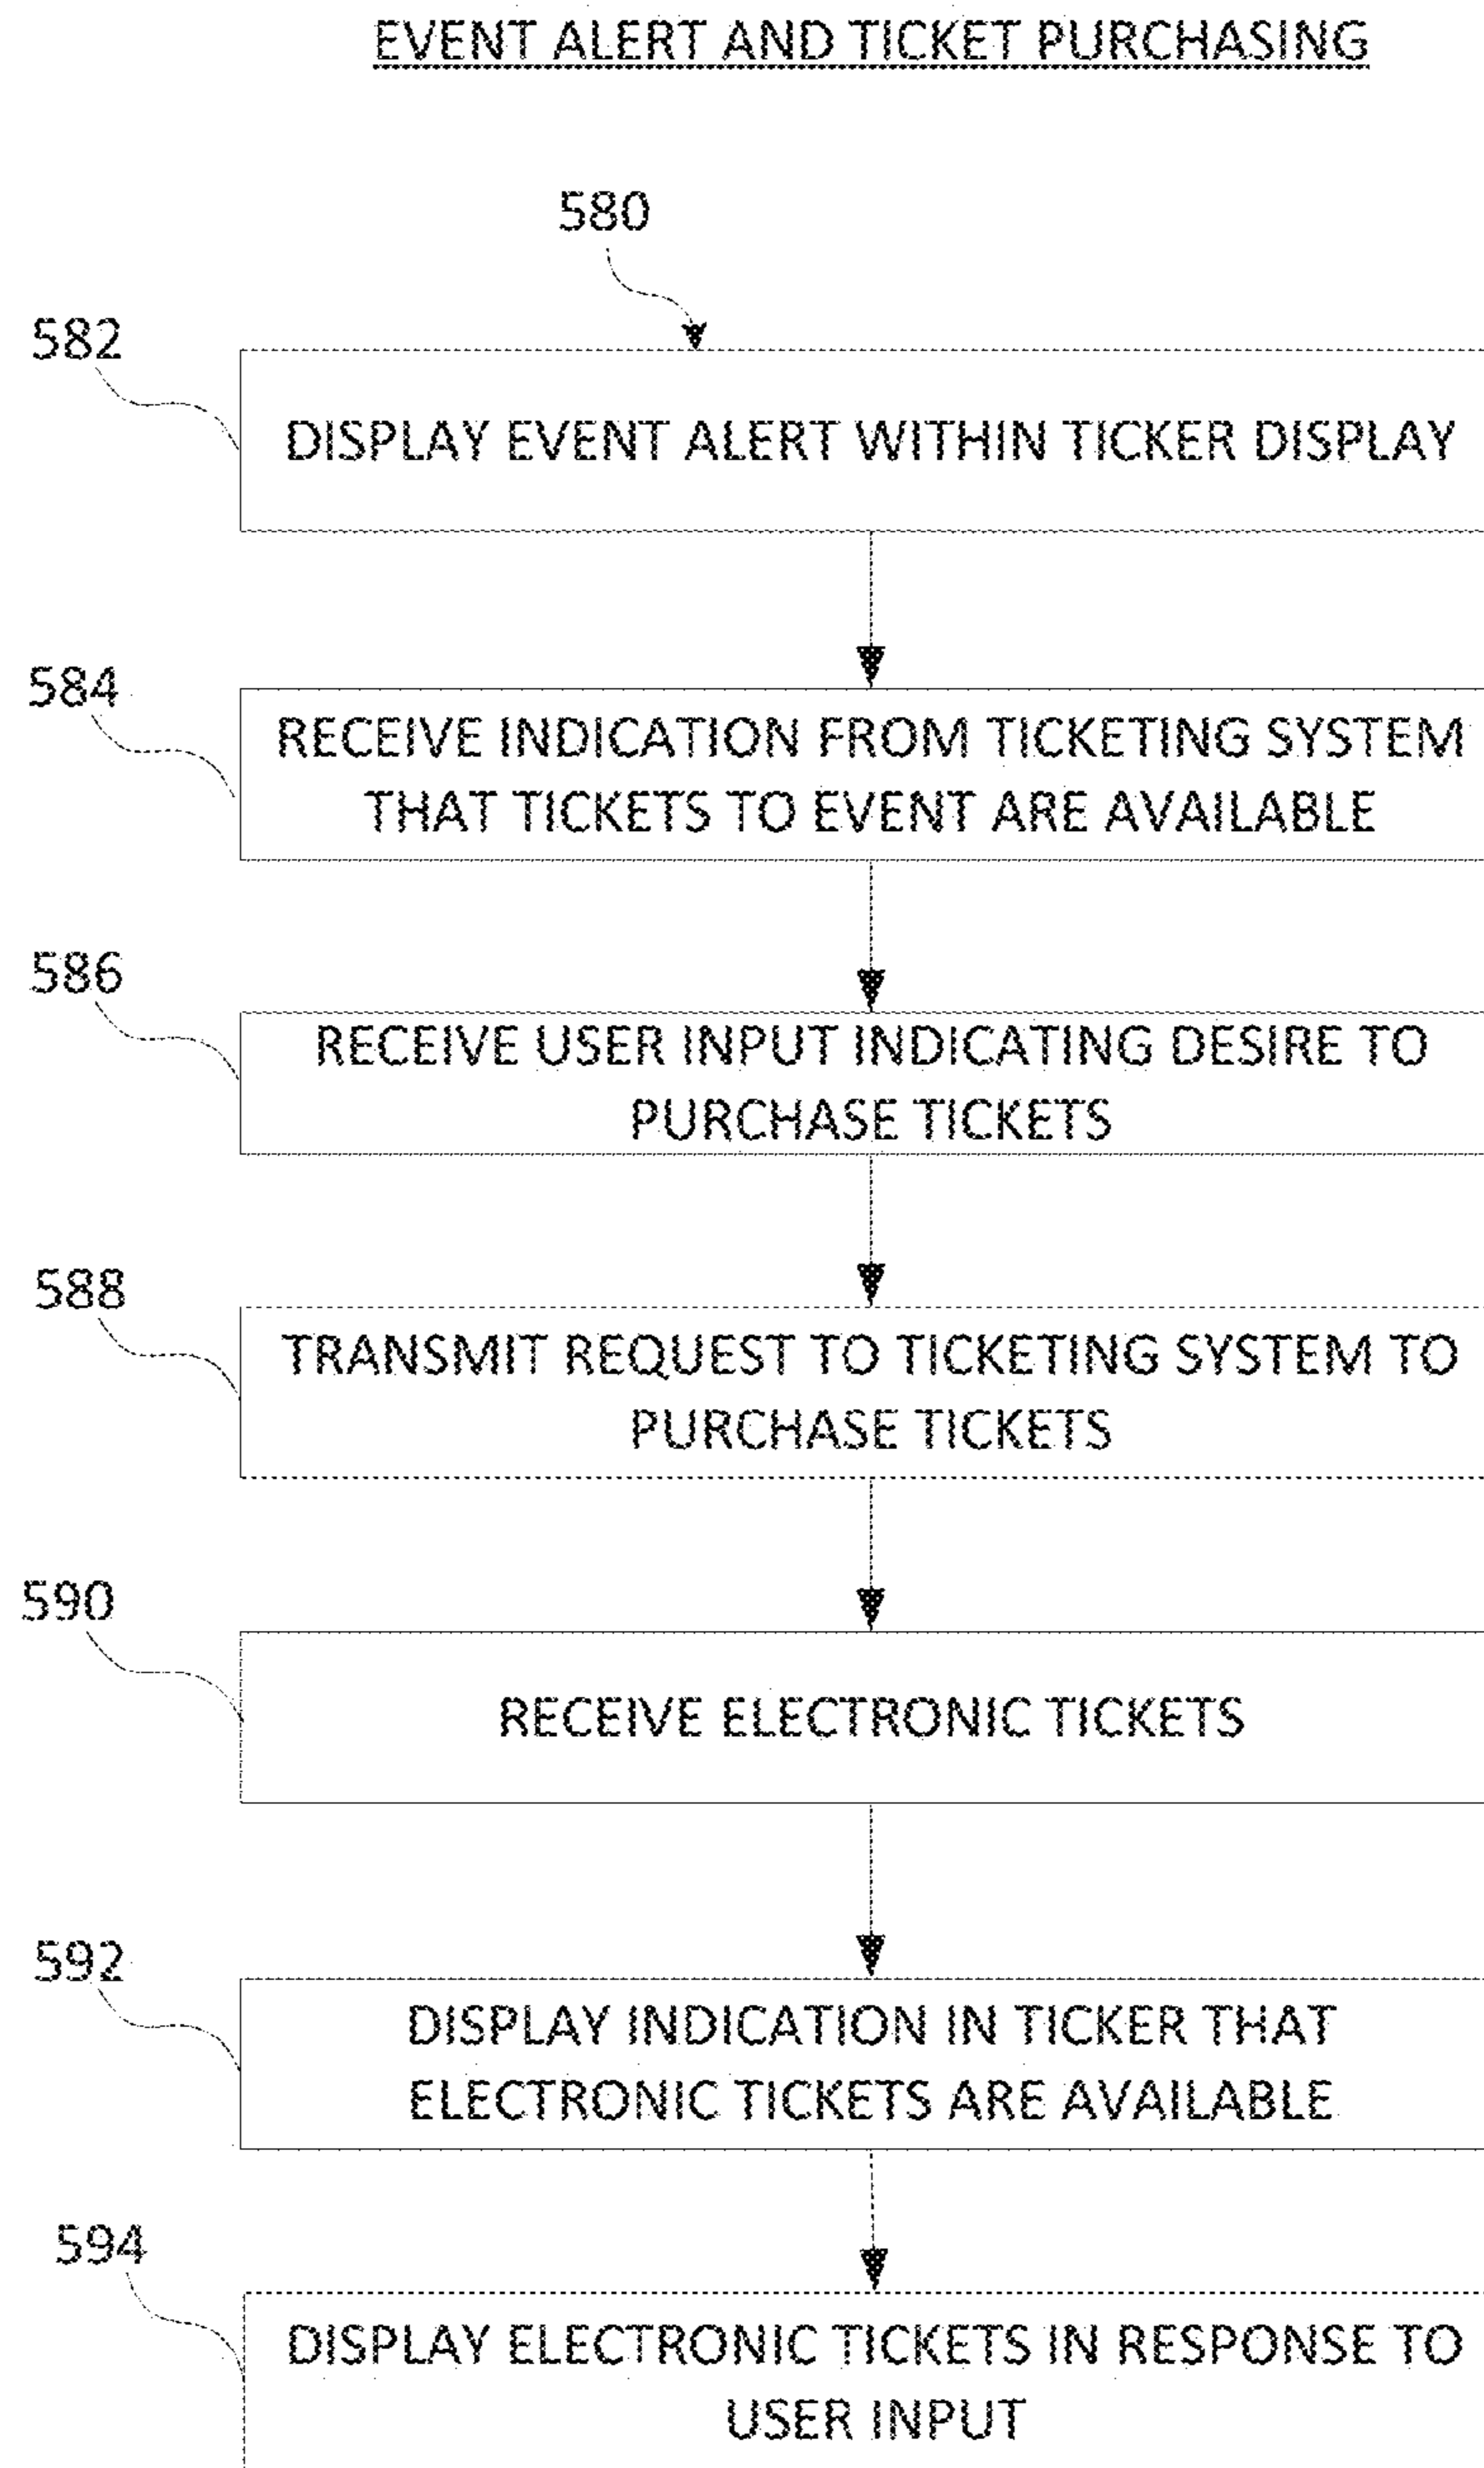 EVENT ALERT AND TICKET PURCHASING
580
582
DISPLAY EVENT ALERT WITHIN TICKER DISPLAY
584
RECEIVE INDICATION FROM TICKETING SYSTEM
THAT TICKETS TO EVENT ARE AVAILABLE
586
RECEIVE USER INPUT INDICATING DESIRE TO
PURCHASE TICKETS
588
TRANSMIT REQUEST TO TICKETING SYSTEM TO
PURCHASE TICKETS
590
RECEIVE ELECTRONIC TICKETS
592
DISPLAY INDICATION IN TICKER THAT
ELECTRONIC TICKETS ARE AVAILABLE
594
DISPLAY ELECTRONIC TICKETS IN RESPONSE TO
USER INPUT